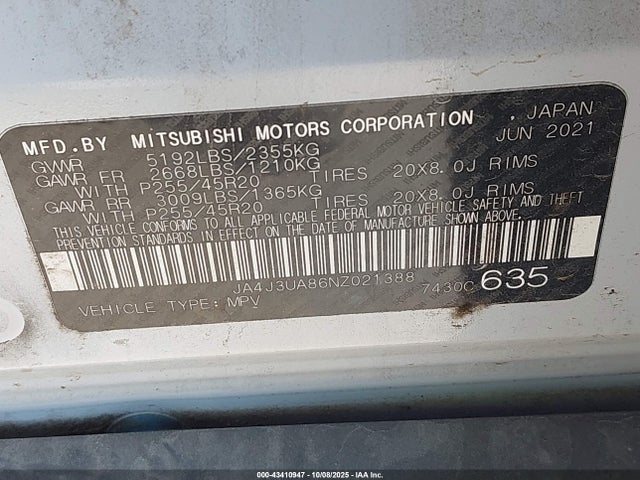 MFD.BY MITSUBISHI MOTORS CORPORATION , JAPAN
GVWR 5192LBS/2355KG JUN 2021
GAWR FR 2668LBS/1210KG
WITH P255/45R20 TIRES 20X8.0J RIMS
GAWR RR 3009LBS/1365KG
WITH P255/45R20 TIRES 20X8.0J RIMS
THIS VEHICLE CONFORMS TO ALL APPLICABLE FEDERAL MOTOR VEHICLE SAFETY AND THEFT
PREVENTION STANDARDS IN EFFECT ON THE DATE OF MANUFACTURE SHOWN ABOVE.
JA4J3UA86NZ021388 7430C 635
VEHICLE TYPE: MPV
000-43410947 * 10/08/2025 * IAA Inc.